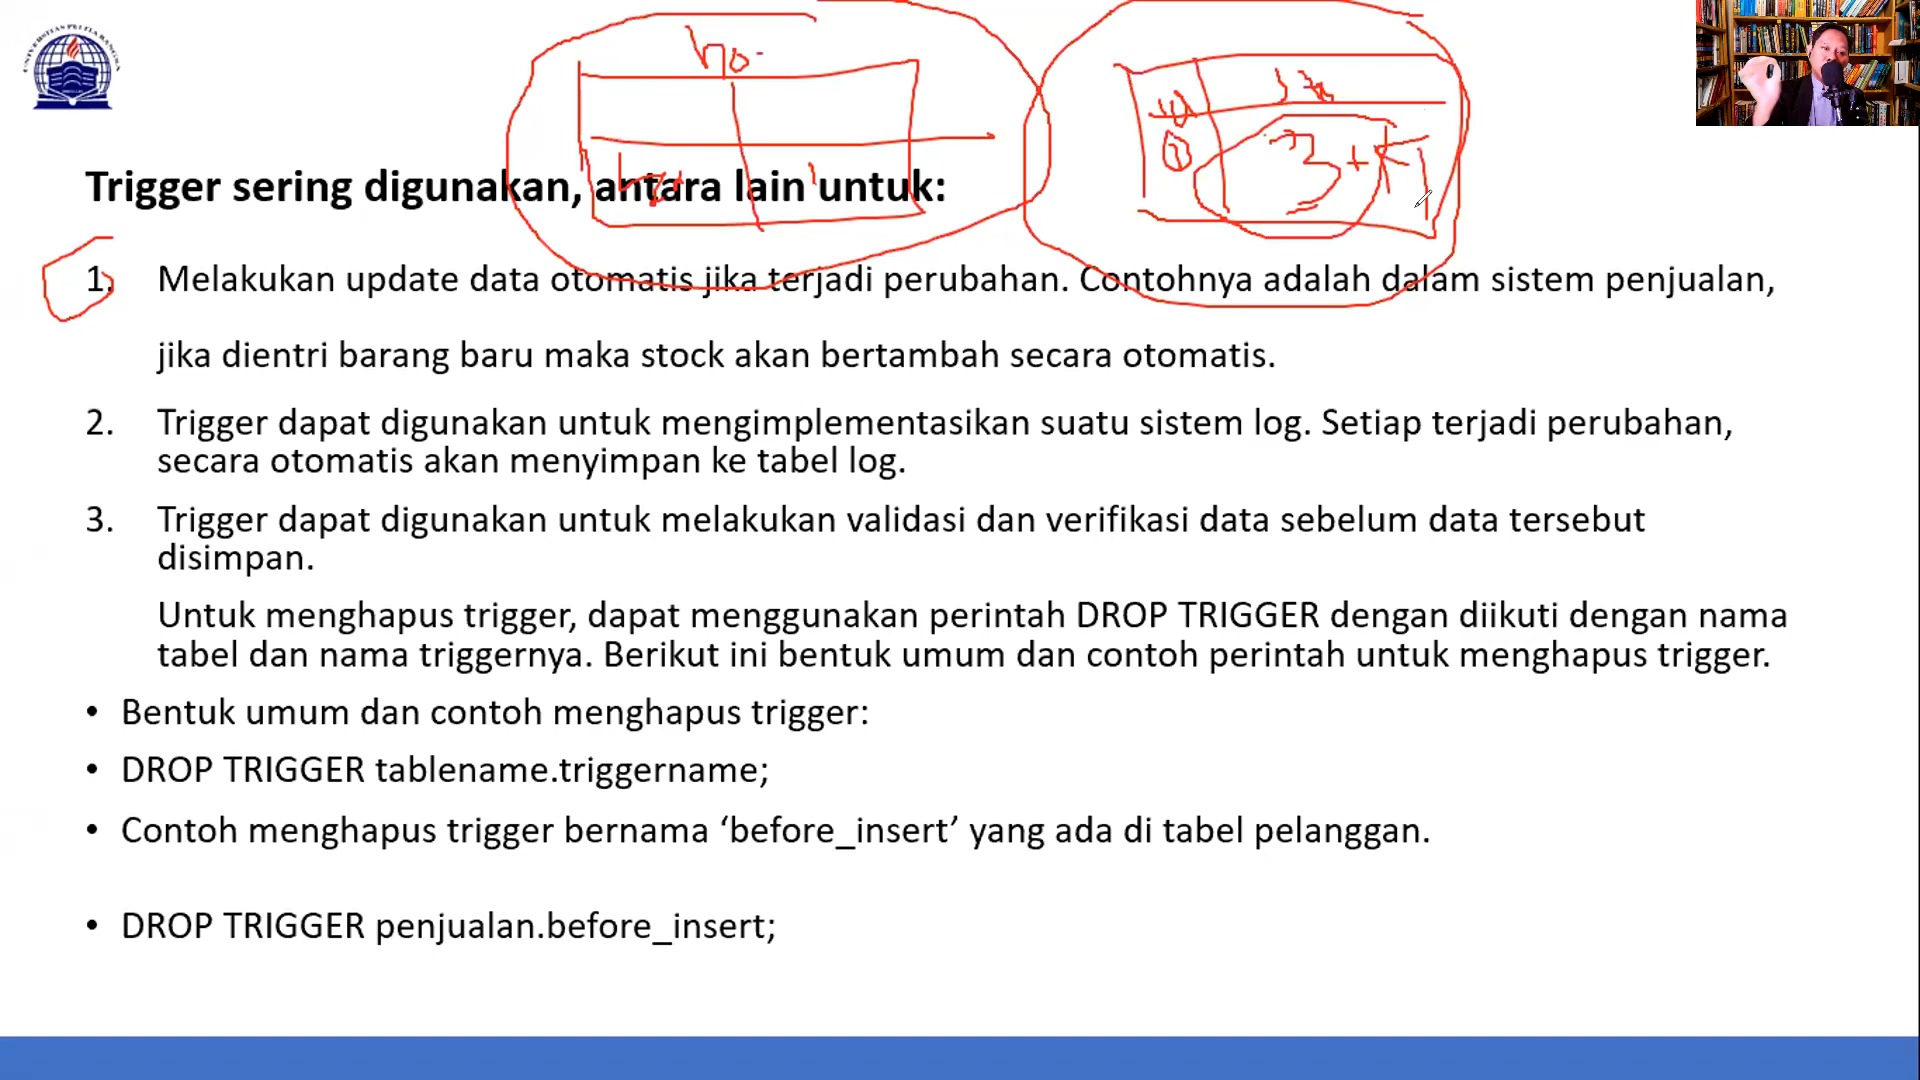 UNIVERSITAS PELITA BANGSA
no.
Trigger sering digunakan, antara lain untuk:
1. Melakukan update data otomatis jika terjadi perubahan. Contohnya adalah dalam sistem penjualan,
jika dientri barang baru maka stock akan bertambah secara otomatis.
2. Trigger dapat digunakan untuk mengimplementasikan suatu sistem log. Setiap terjadi perubahan,
secara otomatis akan menyimpan ke tabel log.
3. Trigger dapat digunakan untuk melakukan validasi dan verifikasi data sebelum data tersebut
disimpan.
Untuk menghapus trigger, dapat menggunakan perintah DROP TRIGGER dengan diikuti dengan nama
tabel dan nama triggernya. Berikut ini bentuk umum dan contoh perintah untuk menghapus trigger.
• Bentuk umum dan contoh menghapus trigger:
• DROP TRIGGER tablename.triggername;
• Contoh menghapus trigger bernama ‘before_insert’ yang ada di tabel pelanggan.
• DROP TRIGGER penjualan.before_insert;